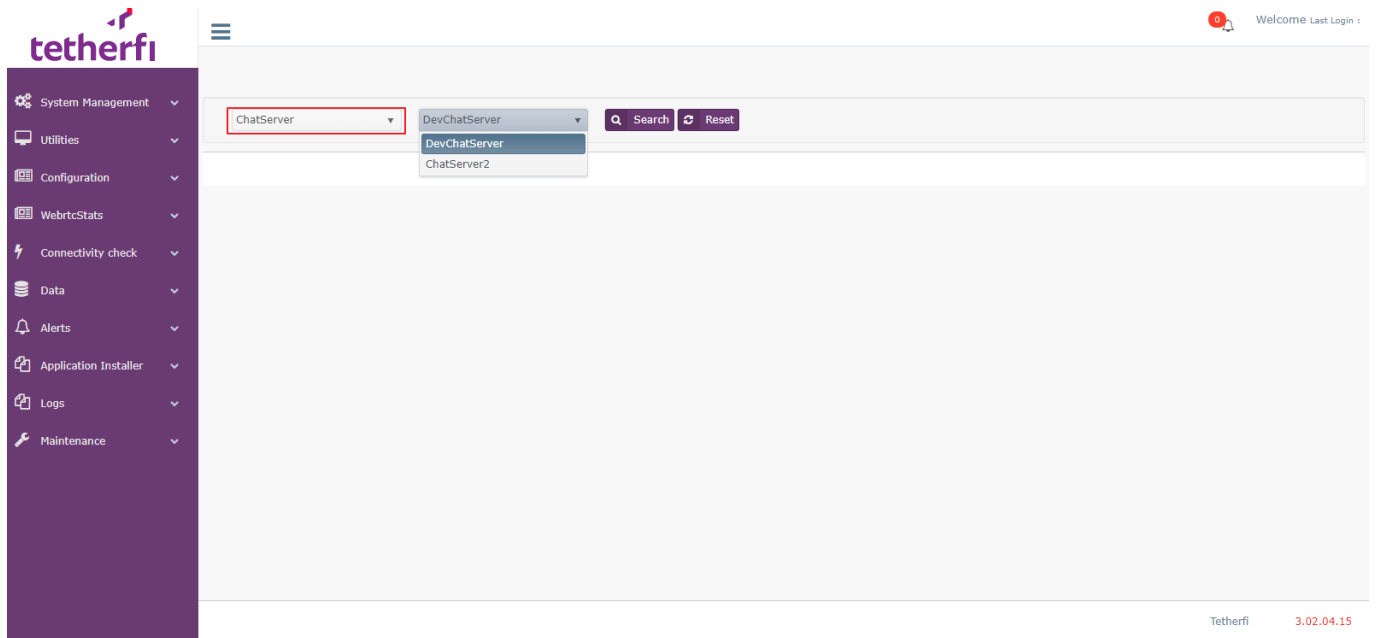 tetherfi
0
Welcome Last Login :
System Management
Utilities
Configuration
WebrtcStats
Connectivity check
Data
Alerts
Application Installer
Logs
Maintenance
ChatServer
DevChatServer
Search
Reset
DevChatServer
ChatServer2
Tetherfi
3.02.04.15